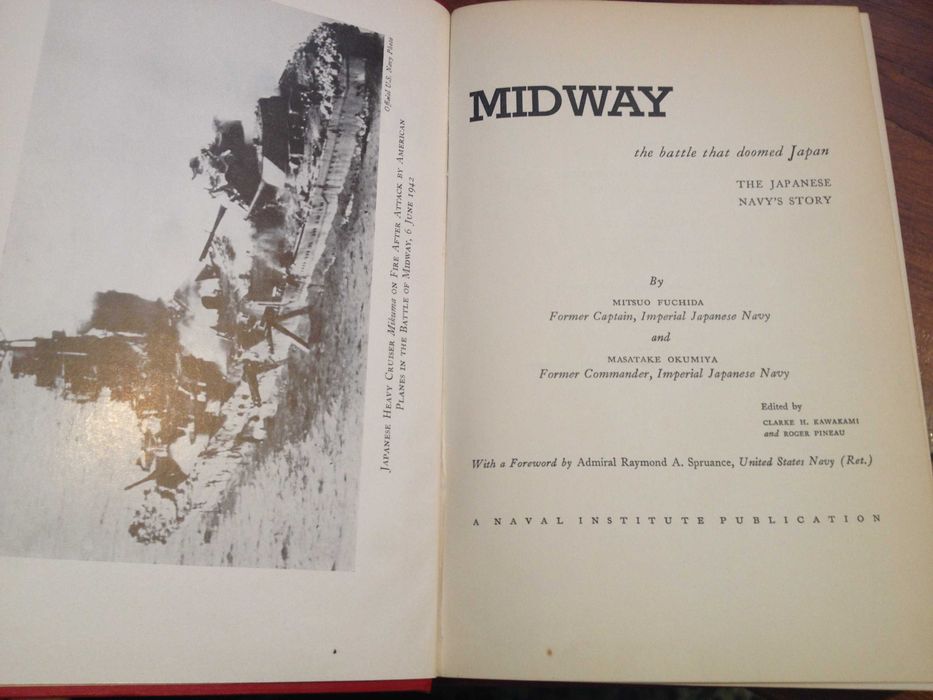 Official U.S. Navy Photo
Japanese Heavy Cruiser Mikuma on Fire After Attack by American
Planes in the Battle of Midway, 6 June 1942
MIDWAY
the battle that doomed Japan
THE JAPANESE
NAVY'S STORY
By
MITSUO FUCHIDA
Former Captain, Imperial Japanese Navy
and
MASATAKE OKUMIYA
Former Commander, Imperial Japanese Navy
Edited by
CLARKE H. KAWAKAMI
and ROGER PINEAU
With a Foreword by Admiral Raymond A. Spruance, United States Navy (Ret.)
A NAVAL INSTITUTE PUBLICATION